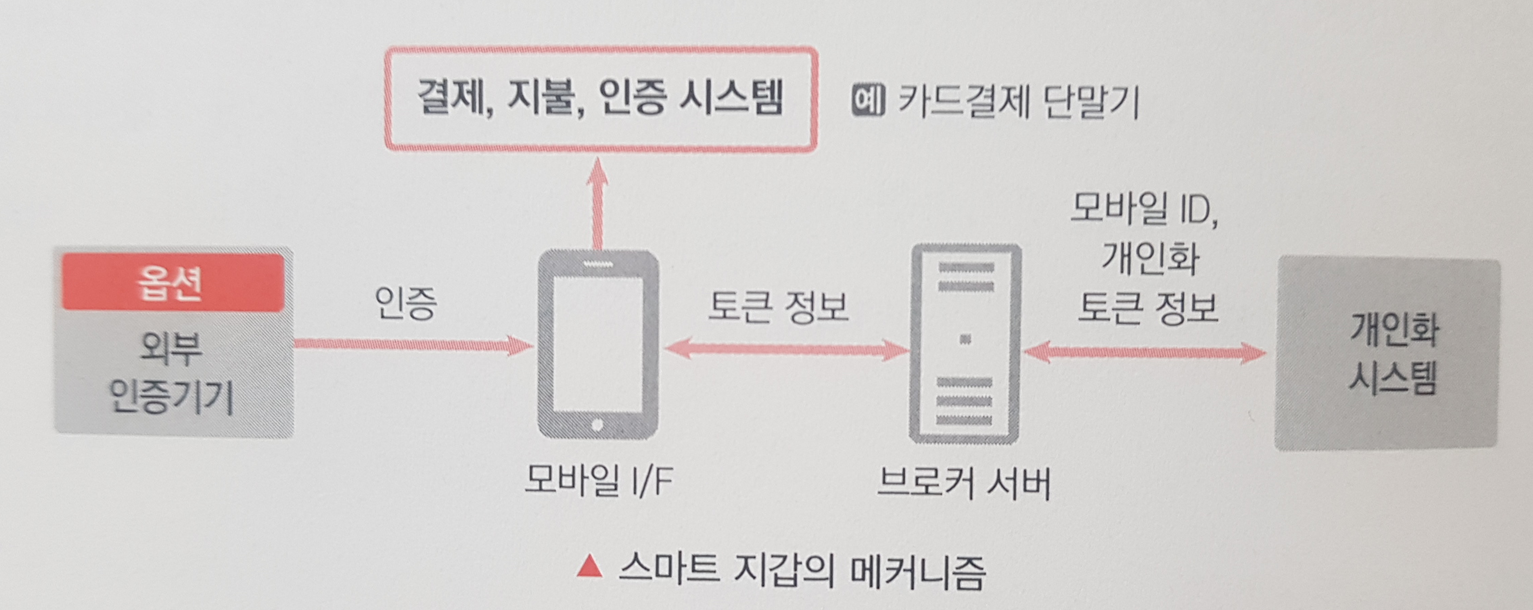 결제, 지불, 인증 시스템
예 카드결제 단말기
모바일 ID,
개인화
토큰 정보
옵션
외부
인증기기
인증
토큰 정보
개인화
시스템
모바일 I/F
브로커 서버
▲ 스마트 지갑의 메커니즘